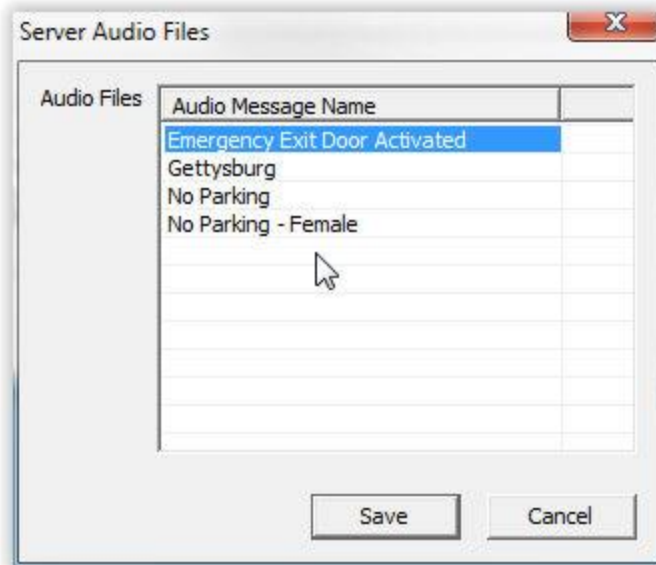 Server Audio Files
Audio Files
Audio Message Name
Emergency Exit Door Activated
Gettysburg
No Parking
No Parking - Female
Save
Cancel